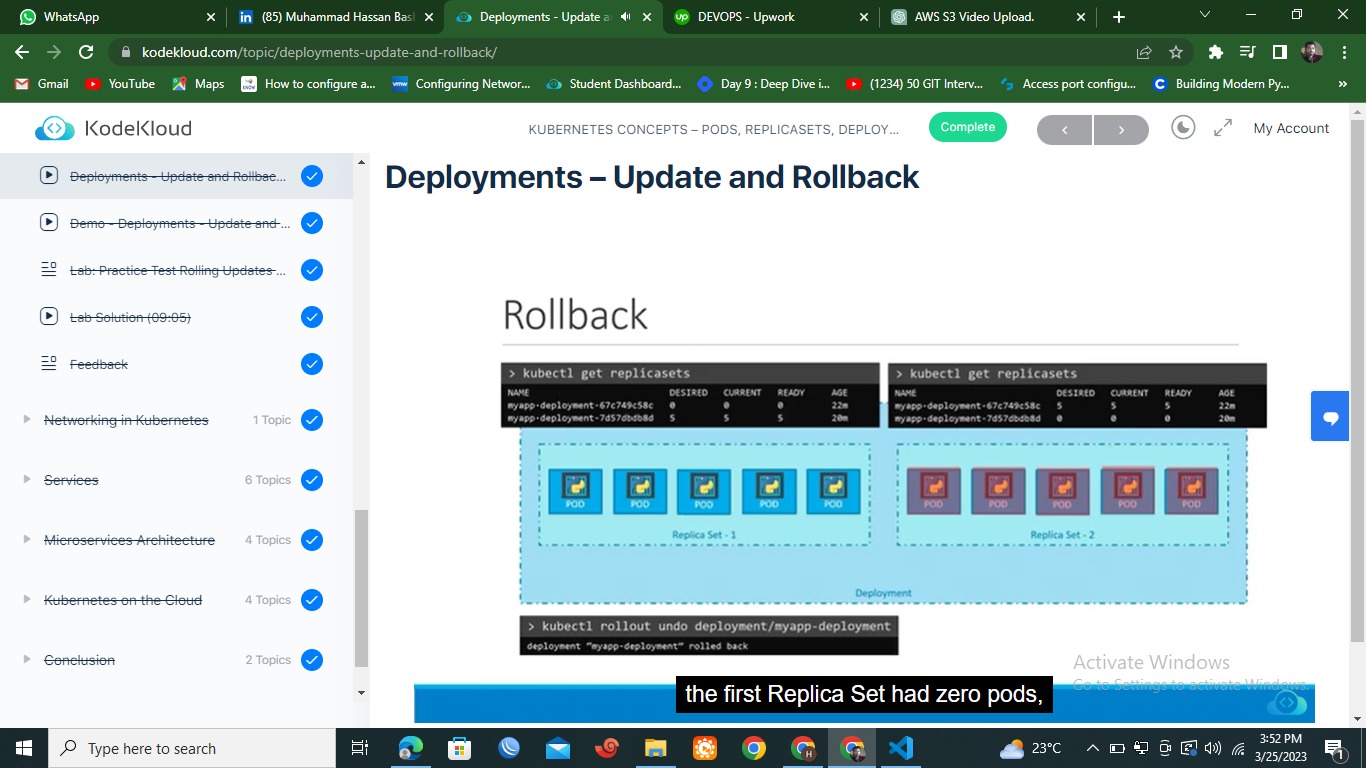 WhatsApp
(85) Muhammad Hassan Bas
Deployments - Update a
DEVOPS - Upwork
AWS S3 Video Upload.
kodekloud.com/topic/deployments-update-and-rollback/
Gmail
YouTube
Maps
How to configure a...
Configuring Networ...
Student Dashboard...
Day 9 : Deep Dive i...
(1234) 50 GIT Interv...
Access port configu...
Building Modern Py...
KodeKloud
KUBERNETES CONCEPTS – PODS, REPLICASETS, DEPLOY...
Complete
My Account
Deployments - Update and Rollbac...
Demo - Deployments - Update and ...
Lab: Practice Test Rolling Updates ...
Lab Solution (09:05)
Feedback
Networking in Kubernetes 1 Topic
Services 6 Topics
Microservices Architecture 4 Topics
Kubernetes on the Cloud 4 Topics
Conclusion 2 Topics
Deployments – Update and Rollback
Rollback
> kubectl get replicasets
NAME DESIRED CURRENT READY AGE
myapp-deployment-67c749c58c 0 0 0 22m
myapp-deployment-7d57dbdb8d 5 5 5 20m
> kubectl get replicasets
NAME DESIRED CURRENT READY AGE
myapp-deployment-67c749c58c 5 5 5 22m
myapp-deployment-7d57dbdb8d 0 0 0 20m
POD POD POD POD POD
Replica Set - 1
POD POD POD POD POD
Replica Set - 2
Deployment
> kubectl rollout undo deployment/myapp-deployment
deployment "myapp-deployment" rolled back
the first Replica Set had zero pods,
Activate Windows
Go to Settings to activate Windows.
Type here to search
23°C
3:52 PM
3/25/2023
1